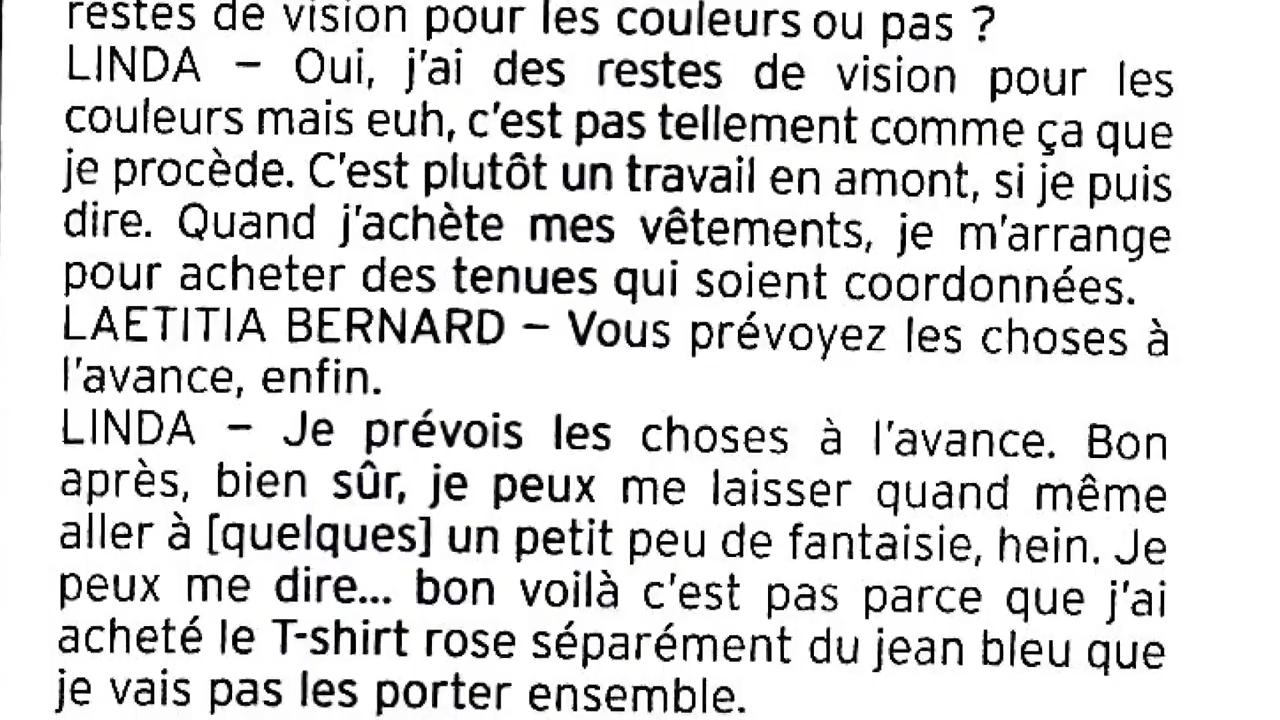 restes de vision pour les couleurs ou pas ?
LINDA – Oui, j'ai des restes de vision pour les
couleurs mais euh, c'est pas tellement comme ça que
je procède. C'est plutôt un travail en amont, si je puis
dire. Quand j'achète mes vêtements, je m'arrange
pour acheter des tenues qui soient coordonnées.
LAETITIA BERNARD – Vous prévoyez les choses à
l'avance, enfin.
LINDA – Je prévois les choses à l'avance. Bon
après, bien sûr, je peux me laisser quand même
aller à [quelques] un petit peu de fantaisie, hein. Je
peux me dire... bon voilà c'est pas parce que j'ai
acheté le T-shirt rose séparément du jean bleu que
je vais pas les porter ensemble.